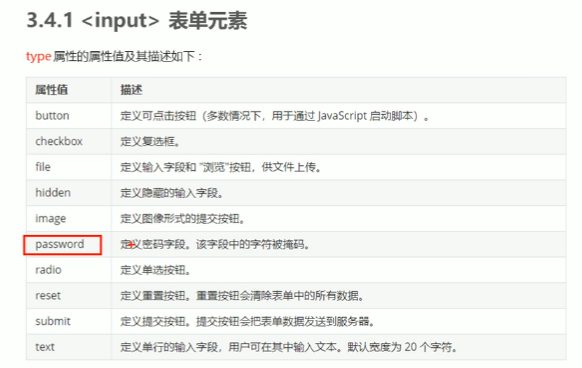 3.4.1 <input> 表单元素
type 属性的属性值及其描述如下：
属性值 描述
button 定义可点击按钮（多数情况下，用于通过 JavaScript 启动脚本）。
checkbox 定义复选框。
file 定义输入字段和 "浏览"按钮，供文件上传。
hidden 定义隐藏的输入字段。
image 定义图像形式的提交按钮。
password 定义密码字段。该字段中的字符被掩码。
radio 定义单选按钮。
reset 定义重置按钮。重置按钮会清除表单中的所有数据。
submit 定义提交按钮。提交按钮会把表单数据发送到服务器。
text 定义单行的输入字段，用户可在其中输入文本。默认宽度为 20 个字符。